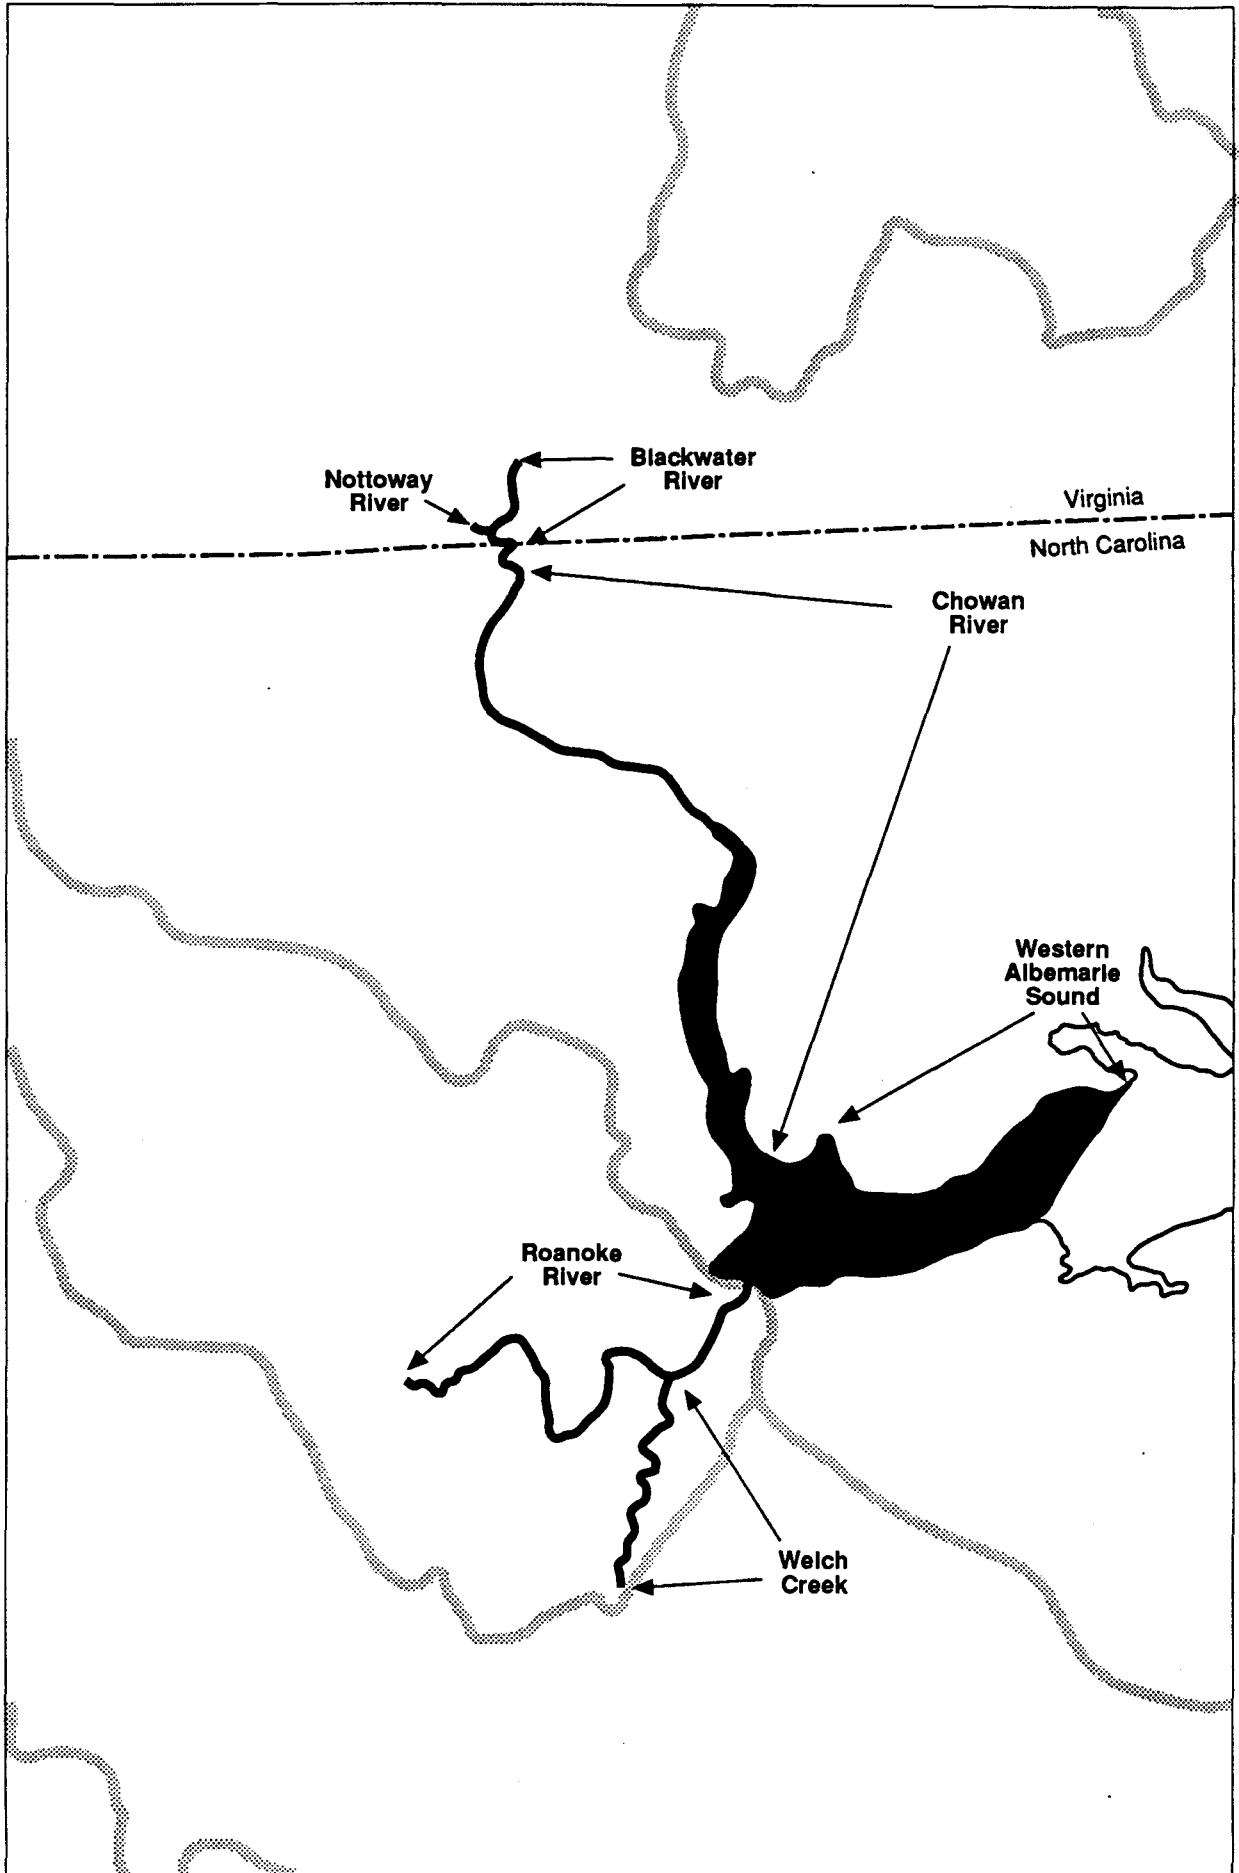 Blackwater
River
Nottoway
River
Virginia
North Carolina
Chowan
River
Western
Albemarle
Sound
Roanoke
River
Welch
Creek